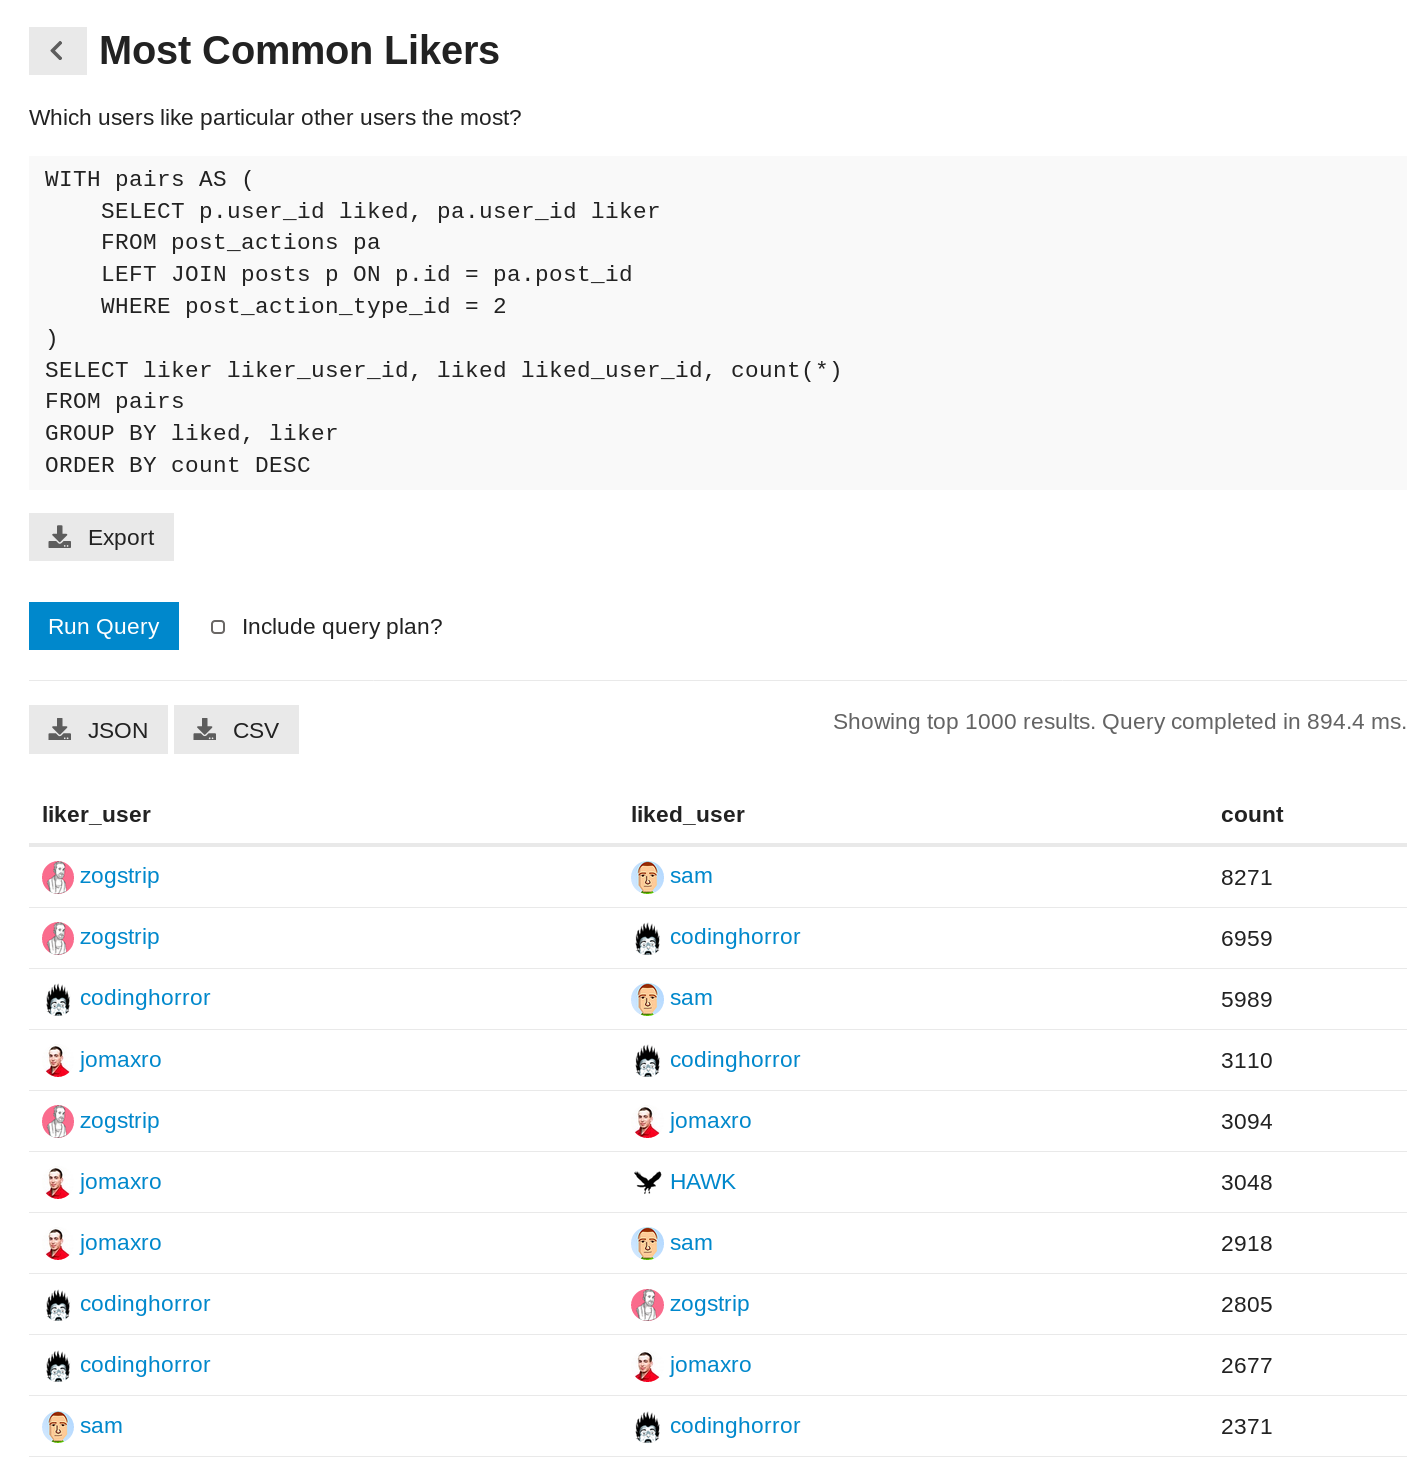 Most Common Likers
Which users like particular other users the most?
WITH pairs AS (
    SELECT p.user_id liked, pa.user_id liker
    FROM post_actions pa
    LEFT JOIN posts p ON p.id = pa.post_id
    WHERE post_action_type_id = 2
)
SELECT liker liker_user_id, liked liked_user_id, count(*)
FROM pairs
GROUP BY liked, liker
ORDER BY count DESC
Export
Run Query Include query plan?
JSON CSV Showing top 1000 results. Query completed in 894.4 ms.
liker_user liked_user count
zogstrip sam 8271
zogstrip codinghorror 6959
codinghorror sam 5989
jomaxro codinghorror 3110
zogstrip jomaxro 3094
jomaxro HAWK 3048
jomaxro sam 2918
codinghorror zogstrip 2805
codinghorror jomaxro 2677
sam codinghorror 2371